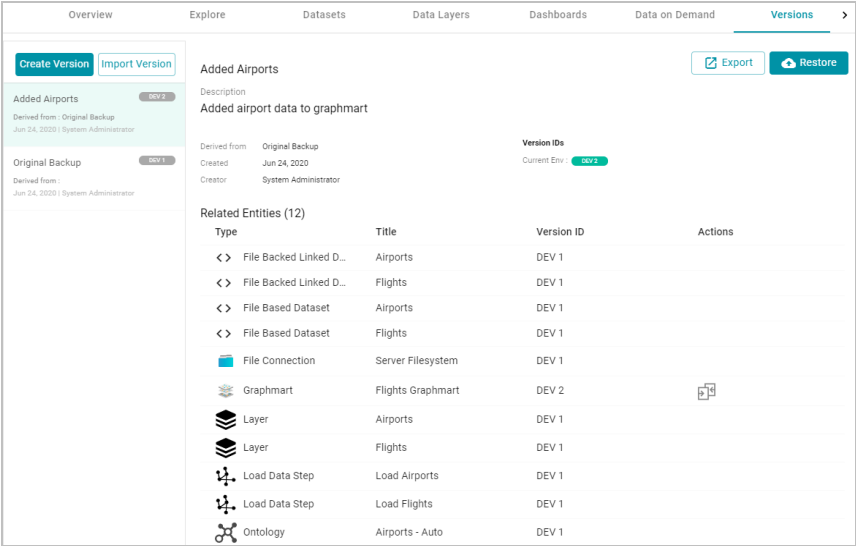 Overview Explore Datasets Data Layers Dashboards Data on Demand Versions
Create Version Import Version
Added Airports DEV 2
Derived from : Original Backup
Jun 24, 2020 | System Administrator
Original Backup DEV 1
Derived from :
Jun 24, 2020 | System Administrator
Added Airports
Export Restore
Description
Added airport data to graphmart
Derived from Original Backup
Created Jun 24, 2020
Creator System Administrator
Version IDs
Current Env : DEV 2
Related Entities (12)
Type Title Version ID Actions
File Backed Linked D... Airports DEV 1
File Backed Linked D... Flights DEV 1
File Based Dataset Airports DEV 1
File Based Dataset Flights DEV 1
File Connection Server Filesystem DEV 1
Graphmart Flights Graphmart DEV 2
Layer Airports DEV 1
Layer Flights DEV 1
Load Data Step Load Airports DEV 1
Load Data Step Load Flights DEV 1
Ontology Airports - Auto DEV 1